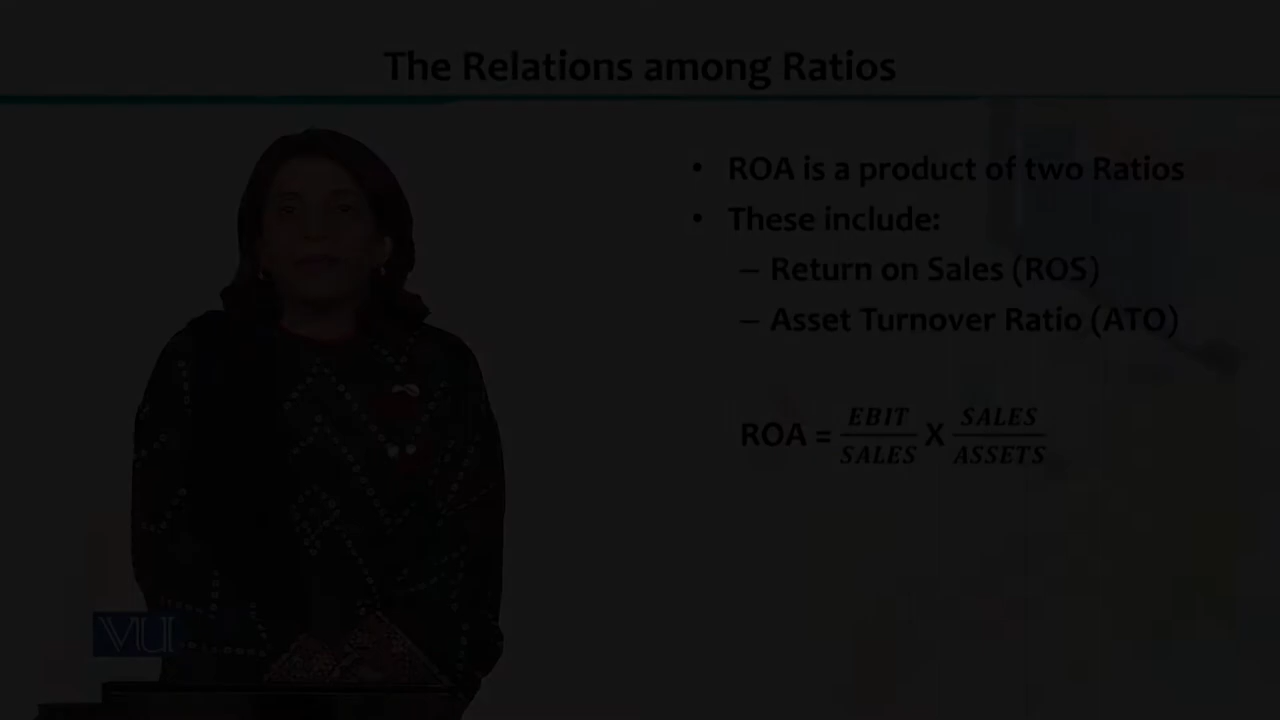 The Relations among Ratios
• ROA is a product of two Ratios
• These include:
– Return on Sales (ROS)
– Asset Turnover Ratio (ATO)
ROA = EBIT/SALES X SALES/ASSETS
VU